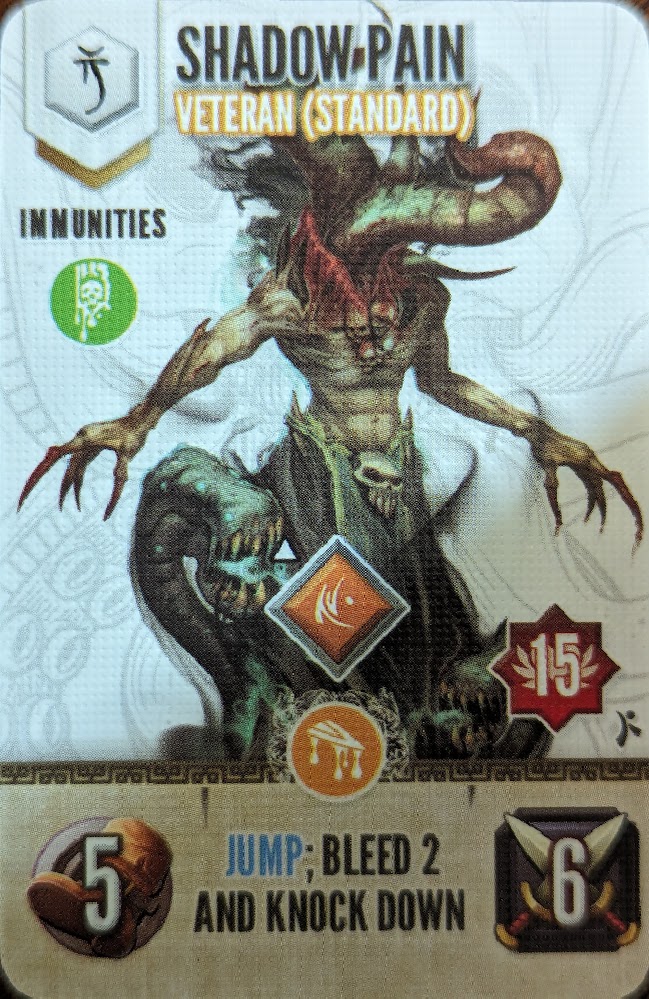 SHADOW-PAIN
VETERAN (STANDARD)
IMMUNITIES
15
5
JUMP; BLEED 2
AND KNOCK DOWN
6